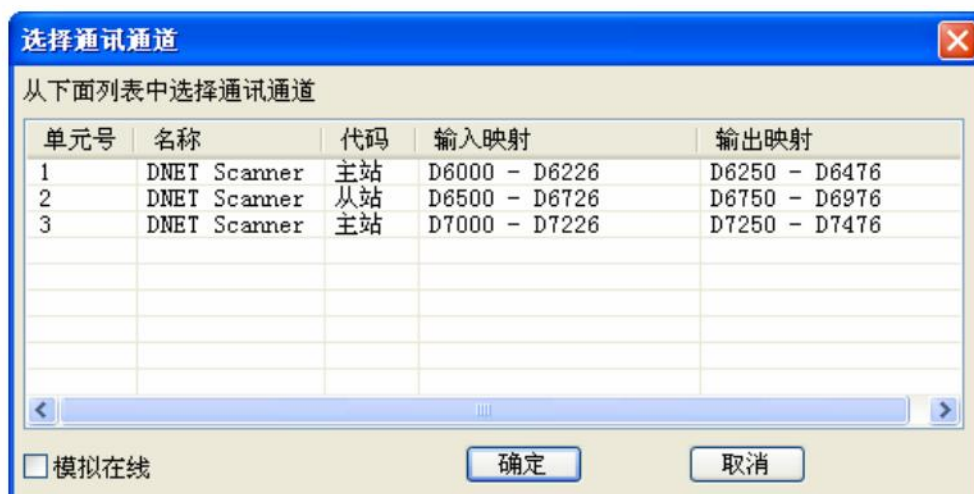 选择通讯通道
从下面列表中选择通讯通道
单元号 名称 代码 输入映射 输出映射
1 DNET Scanner 主站 D6000 - D6226 D6250 - D6476
2 DNET Scanner 从站 D6500 - D6726 D6750 - D6976
3 DNET Scanner 主站 D7000 - D7226 D7250 - D7476
模拟在线 确定 取消